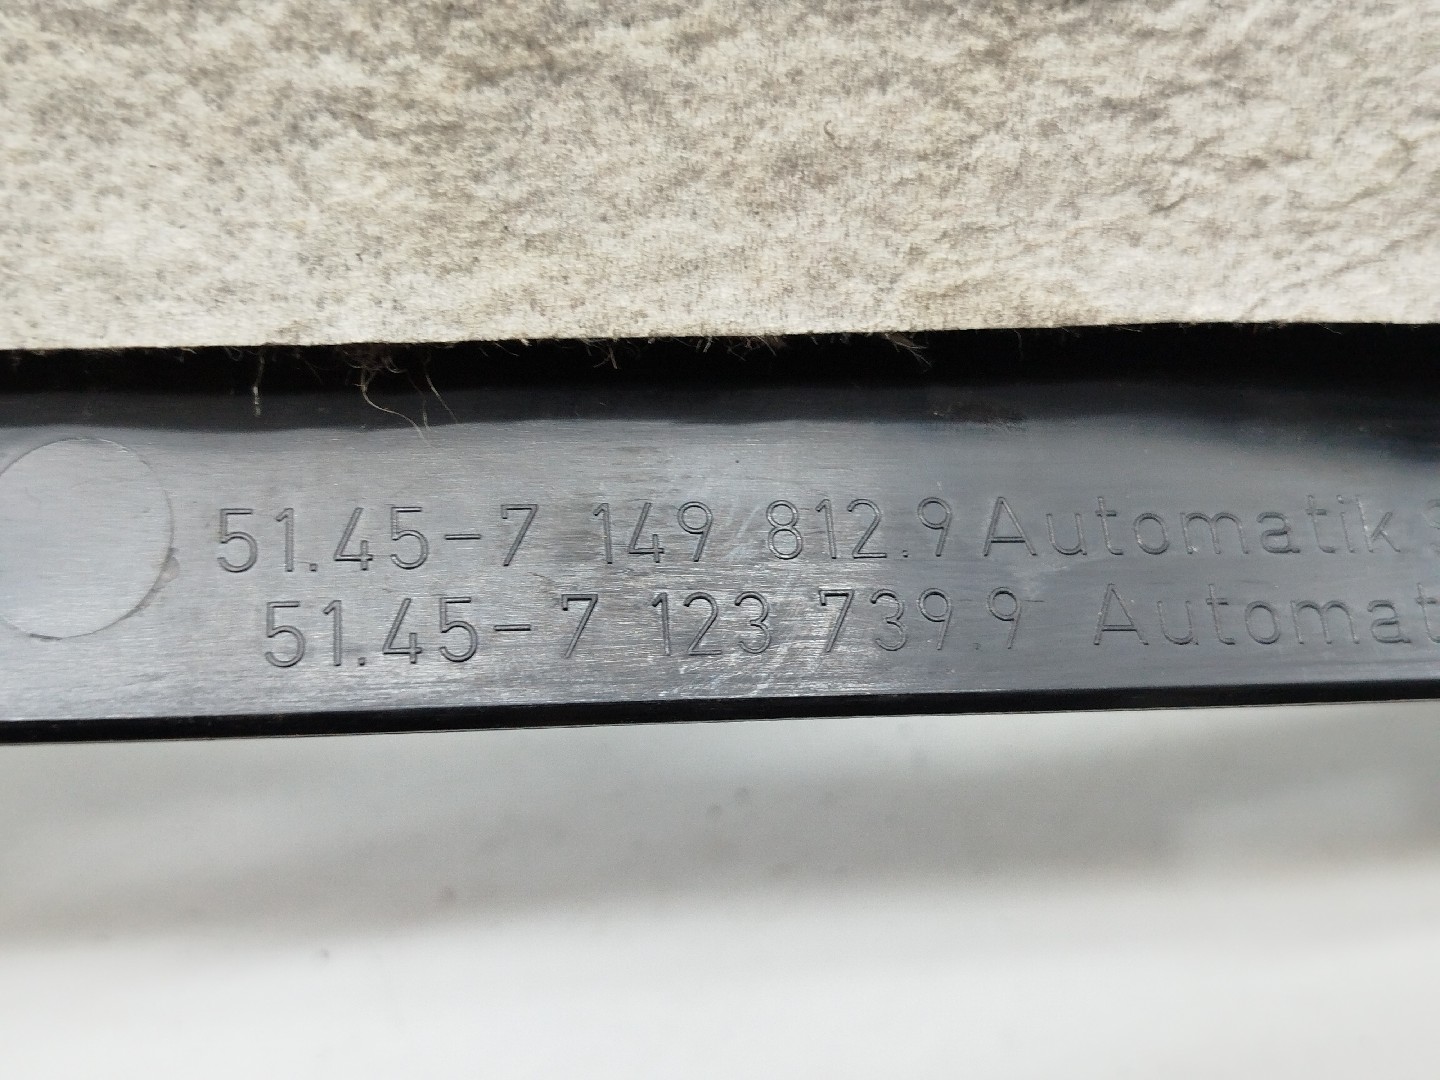 51.45-7 149 812.9 Automatik S
51.45-7 123 739.9 Automat